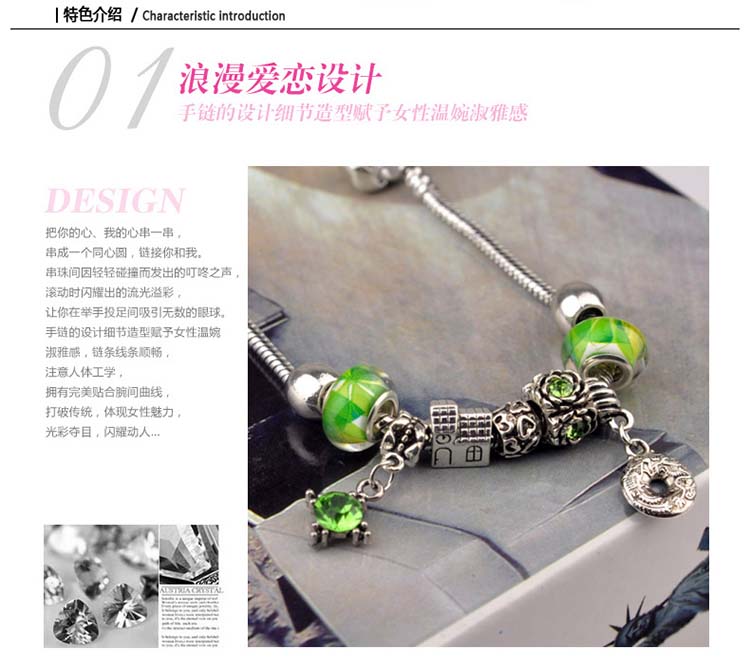 特色介绍 / Characteristic introduction
01
浪漫爱恋设计
手链的设计细节造型赋予女性温婉淑雅感
DESIGN
把你的心、我的心串一串，
串成一个同心圆，链接你和我。
串珠间因轻轻碰撞而发出的叮咚之声，
滚动时闪耀出的流光溢彩，
让你在举手投足间吸引无数的眼球。
手链的设计细节造型赋予女性温婉
淑雅感，链条线条顺畅，
注意人体工学，
拥有完美贴合腕间曲线，
打破传统，体现女性魅力，
光彩夺目，闪耀动人...
AUSTRIA CRYSTAL